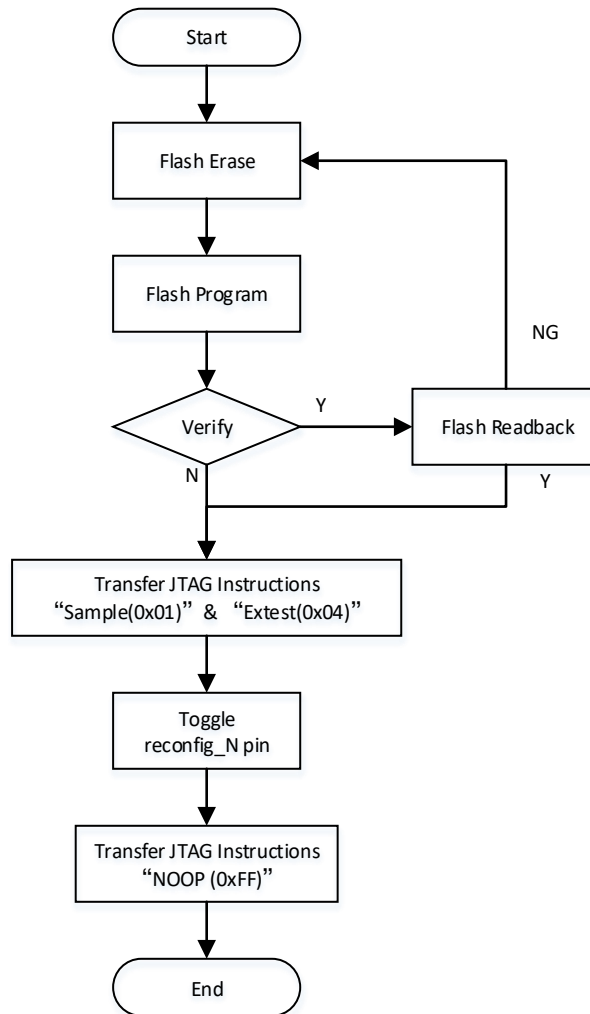 Start
Flash Erase
Flash Program
NG
Y
Verify
Flash Readback
N
Y
Transfer JTAG Instructions
“Sample(0x01)” & “Extest(0x04)”
Toggle
reconfig_N pin
Transfer JTAG Instructions
“NOOP (0xFF)”
End